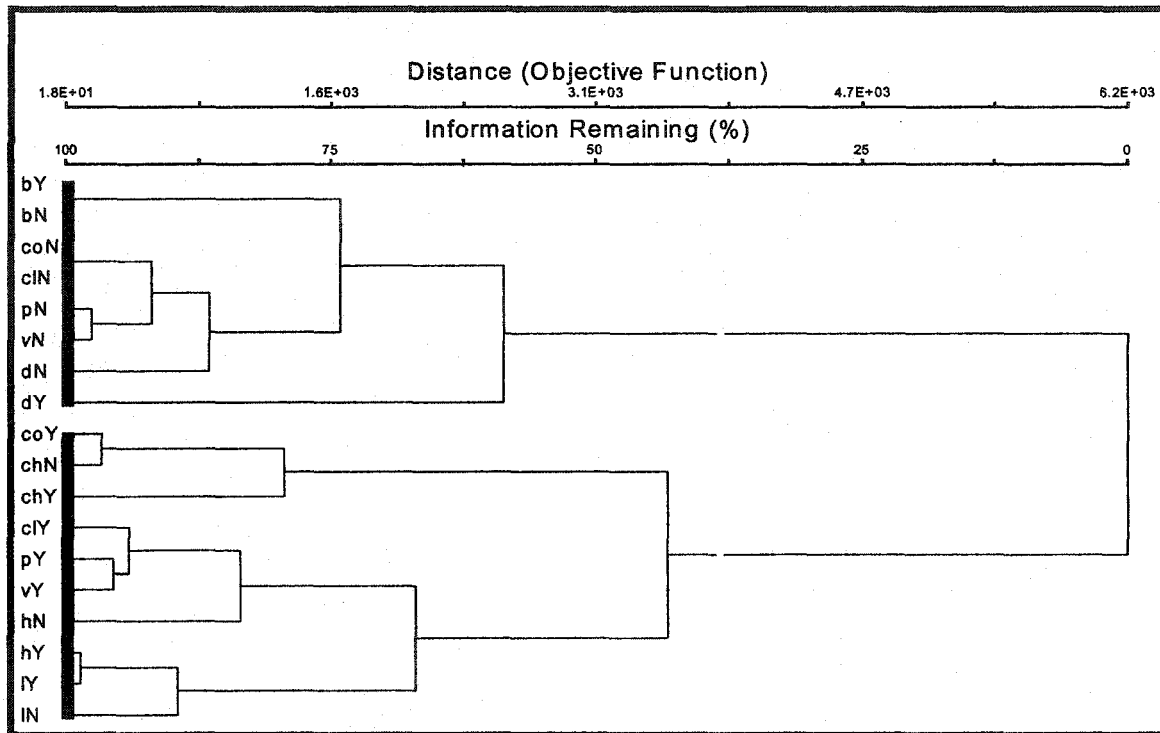 Distance (Objective Function)
1.8E+01 1.6E+03 3.1E+03 4.7E+03 6.2E+03
Information Remaining (%)
100 75 50 25 0
bY
bN
coN
clN
pN
vN
dN
dY
coY
chN
chY
clY
pY
vY
hN
hY
lY
lN